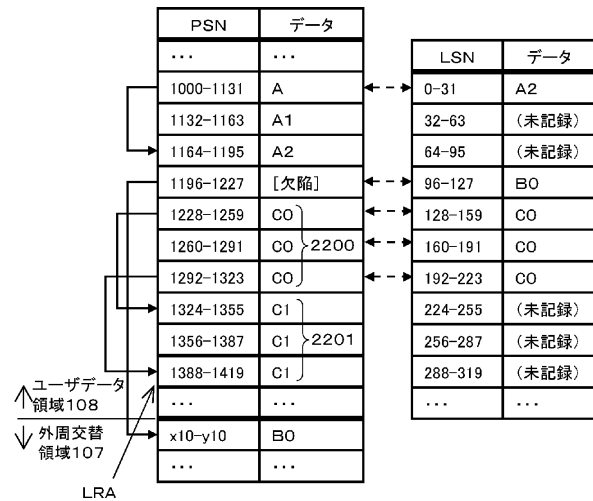 PSN データ
... ...
1000-1131 A
1132-1163 A1
1164-1195 A2
1196-1227 [欠陥]
1228-1259 C0
1260-1291 C0
1292-1323 C0
2200
1324-1355 C1
1356-1387 C1
1388-1419 C1
2201
... ...
x10-y10 B0
... ...
LSN データ
0-31 A2
32-63 (未記録)
64-95 (未記録)
96-127 B0
128-159 C0
160-191 C0
192-223 C0
224-255 (未記録)
256-287 (未記録)
288-319 (未記録)
... ...
ユーザデータ
領域108
外周交替
領域107
LRA